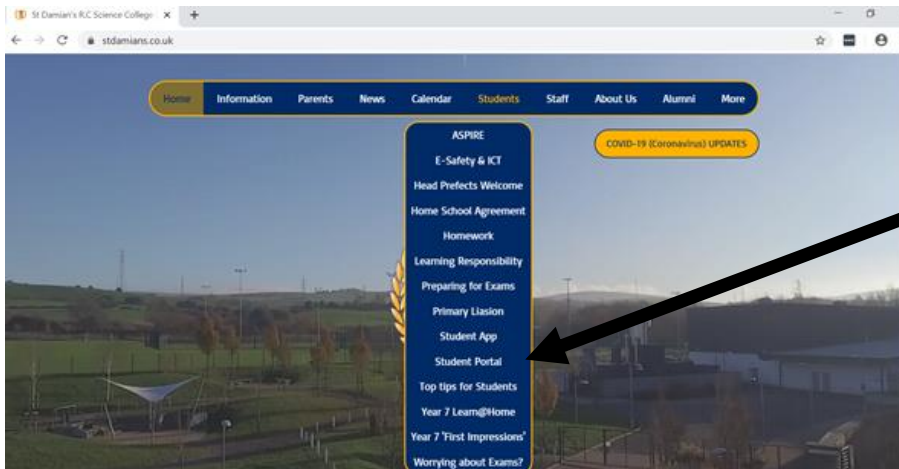 St Damian's R.C Science College
stdamians.co.uk
Home Information Parents News Calendar Students Staff About Us Alumni More
COVID-19 (Coronavirus) UPDATES
ASPIRE
E-Safety & ICT
Head Prefects Welcome
Home School Agreement
Homework
Learning Responsibility
Preparing for Exams
Primary Liasion
Student App
Student Portal
Top tips for Students
Year 7 Learn@Home
Year 7 'First Impressions'
Worrying about Exams?